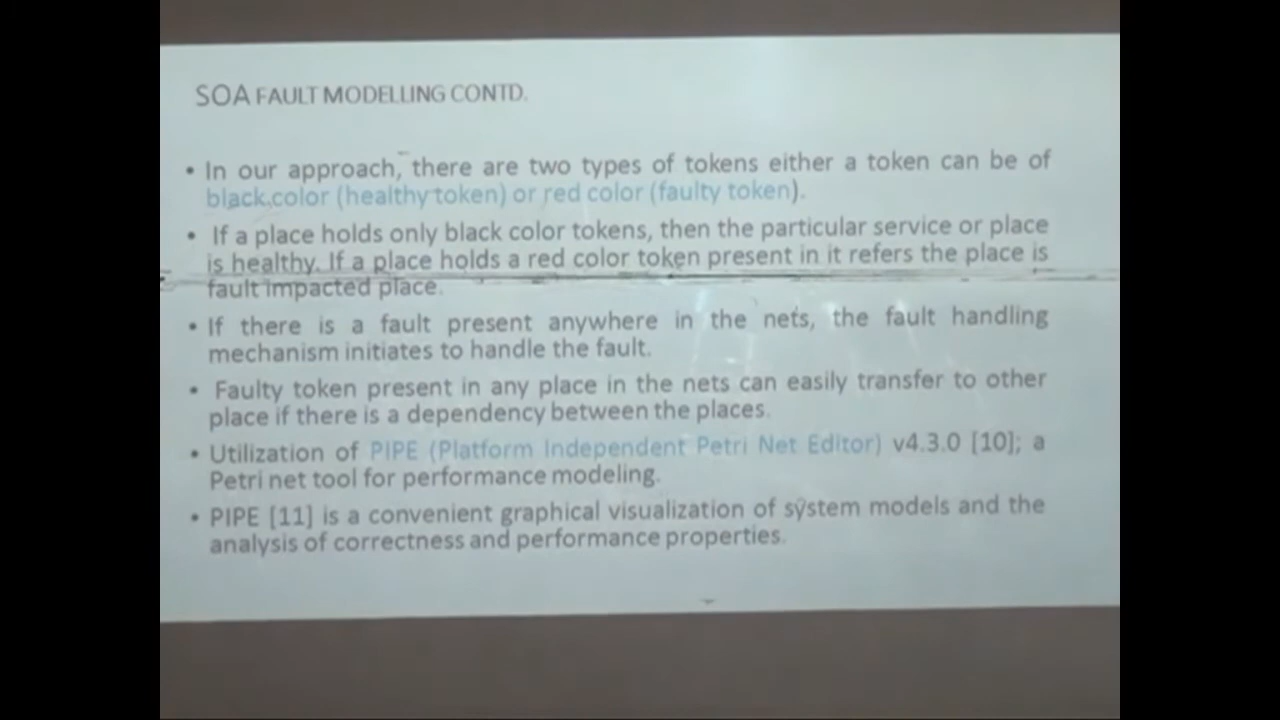 SOA FAULT MODELLING CONTD.
• In our approach, there are two types of tokens either a token can be of
black color (healthy token) or red color (faulty token).
• If a place holds only black color tokens, then the particular service or place
is healthy. If a place holds a red color token present in it refers the place is
fault impacted place.
• If there is a fault present anywhere in the nets, the fault handling
mechanism initiates to handle the fault.
• Faulty token present in any place in the nets can easily transfer to other
place if there is a dependency between the places.
• Utilization of PIPE (Platform Independent Petri Net Editor) v4.3.0 [10]; a
Petri net tool for performance modeling.
• PIPE [11] is a convenient graphical visualization of system models and the
analysis of correctness and performance properties.